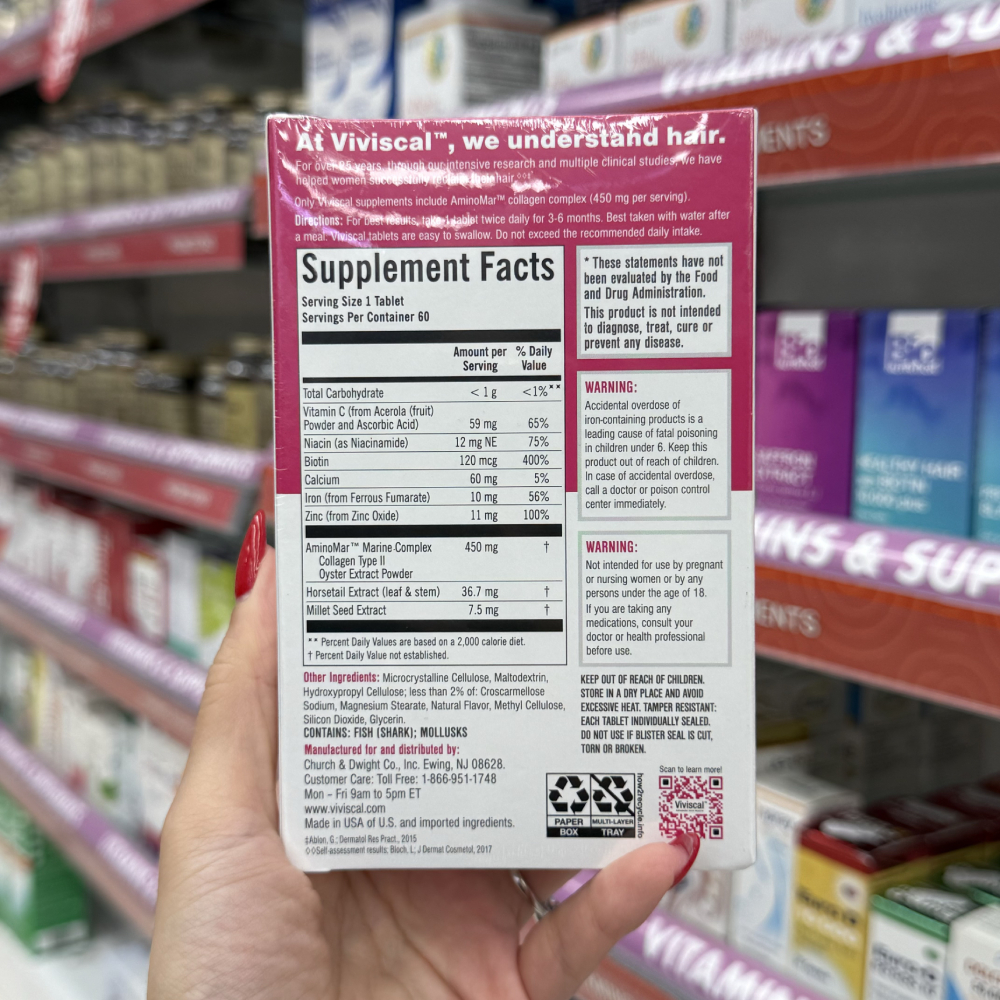 VITAMINS & SU
ENTS
At Viviscal™, we understand hair.
For over 25 years, through our intensive research and multiple clinical studies, we have
helped women successfully their hair.◊◊‡
Only Viviscal supplements include AminoMar™ collagen complex (450 mg per serving).
Directions: For best results, take 1 tablet twice daily for 3-6 months. Best taken with water after
a meal. Viviscal tablets are easy to swallow. Do not exceed the recommended daily intake.
Supplement Facts
Serving Size 1 Tablet
Servings Per Container 60
Amount per Serving % Daily Value
Total Carbohydrate < 1 g <1%**
Vitamin C (from Acerola (fruit)
Powder and Ascorbic Acid) 59 mg 65%
Niacin (as Niacinamide) 12 mg NE 75%
Biotin 120 mcg 400%
Calcium 60 mg 5%
Iron (from Ferrous Fumarate) 10 mg 56%
Zinc (from Zinc Oxide) 11 mg 100%
AminoMar™ Marine Complex 450 mg †
Collagen Type II
Oyster Extract Powder
Horsetail Extract (leaf & stem) 36.7 mg †
Millet Seed Extract 7.5 mg †
** Percent Daily Values are based on a 2,000 calorie diet.
† Percent Daily Value not established.
Other Ingredients: Microcrystalline Cellulose, Maltodextrin,
Hydroxypropyl Cellulose; less than 2% of: Croscarmellose
Sodium, Magnesium Stearate, Natural Flavor, Methyl Cellulose,
Silicon Dioxide, Glycerin.
CONTAINS: FISH (SHARK); MOLLUSKS
Manufactured for and distributed by:
Church & Dwight Co., Inc. Ewing, NJ 08628.
Customer Care: Toll Free: 1-866-951-1748
Mon - Fri 9am to 5pm ET
www.viviscal.com
Made in USA of U.S. and imported ingredients.
‡Ablon, G.; Dermatol Res Pract., 2015
◊◊Self-assessment results: Bloch, L; J Dermat Cosmetol, 2017
* These statements have not
been evaluated by the Food
and Drug Administration.
This product is not intended
to diagnose, treat, cure or
prevent any disease.
WARNING:
Accidental overdose of
iron-containing products is a
leading cause of fatal poisoning
in children under 6. Keep this
product out of reach of children.
In case of accidental overdose,
call a doctor or poison control
center immediately.
WARNING:
Not intended for use by pregnant
or nursing women or by any
persons under the age of 18.
If you are taking any
medications, consult your
doctor or health professional
before use.
KEEP OUT OF REACH OF CHILDREN.
STORE IN A DRY PLACE AND AVOID
EXCESSIVE HEAT. TAMPER RESISTANT:
EACH TABLET INDIVIDUALLY SEALED.
DO NOT USE IF BLISTER SEAL IS CUT,
TORN OR BROKEN.
PAPER
BOX
MULTI-LAYER
TRAY
how2recycle.info
Scan to learn more!
Viviscal™
SAFFRON
EXTRACT
HEALTHY HAIR
with BIOTIN
MINS & SUP
ENTS
VITAMIN